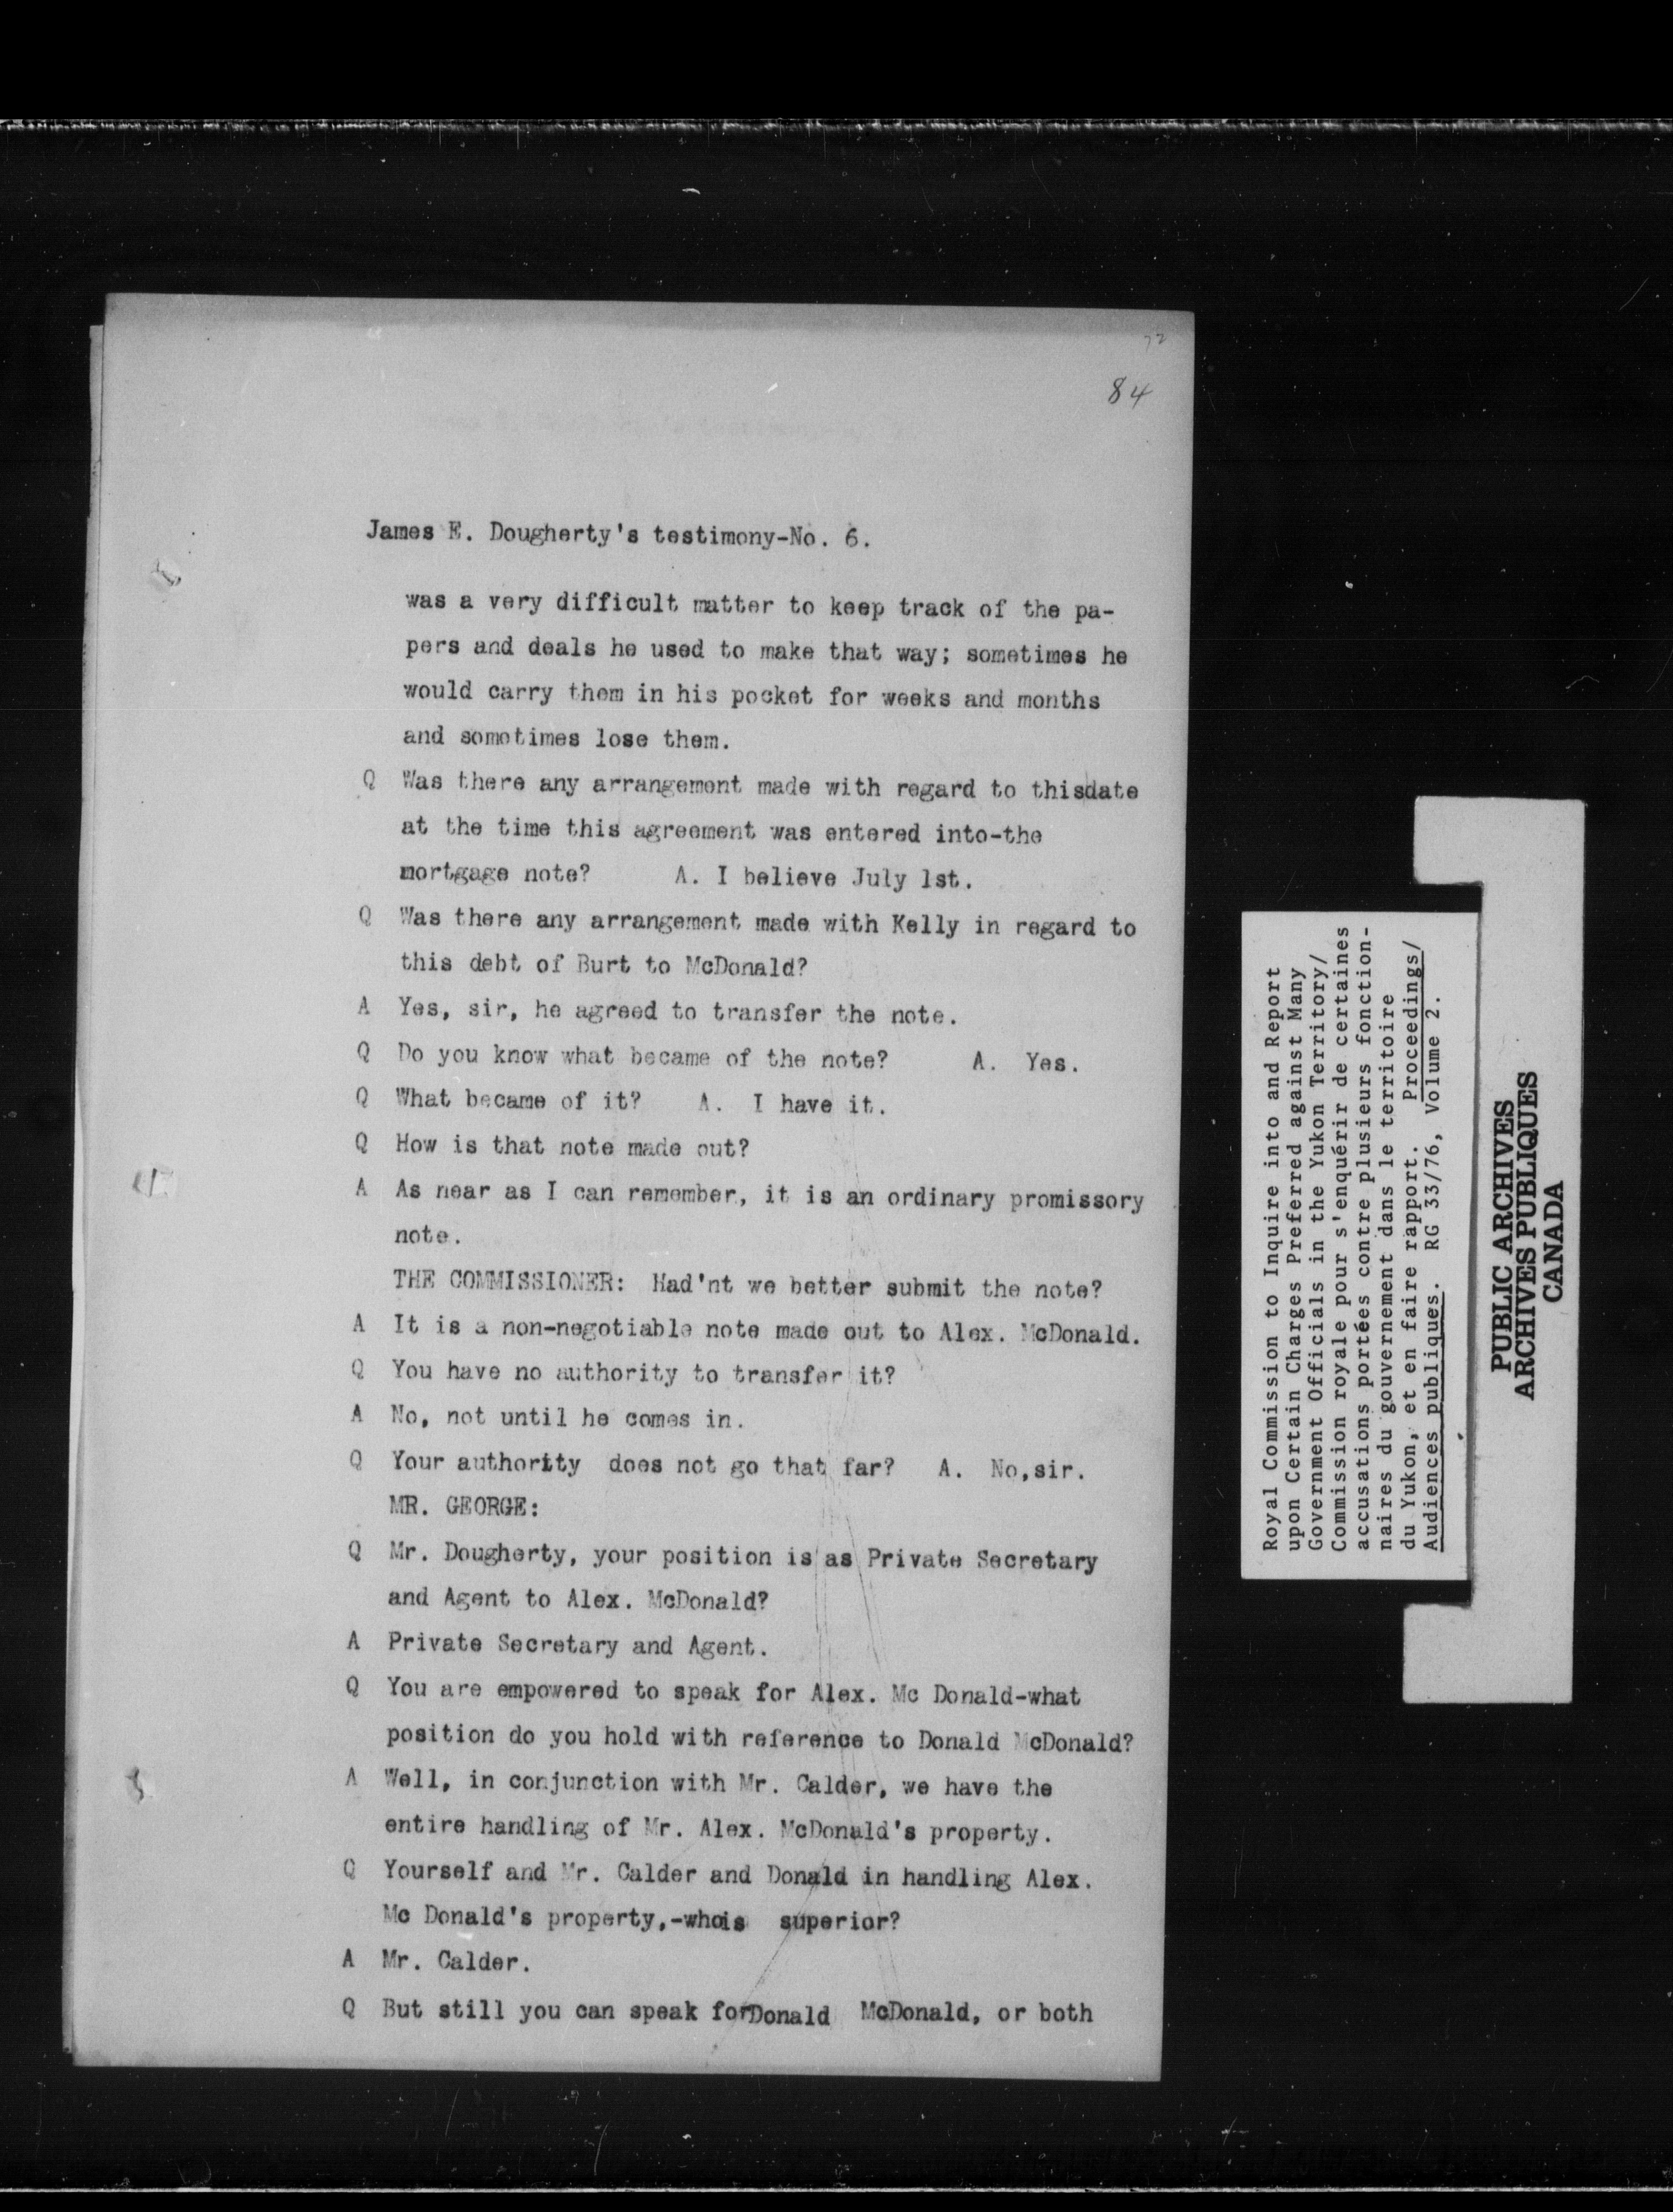 72
84
James E. Dougherty's testimony-No. 6.
was a very difficult matter to keep track of the pa-
pers and deals he used to make that way; sometimes he
would carry them in his pocket for weeks and months
and sometimes lose them.
Q Was there any arrangement made with regard to thisdate
at the time this agreement was entered into-the
mortgage note? A. I believe July 1st.
Q Was there any arrangement made with Kelly in regard to
this debt of Burt to McDonald?
A Yes, sir, he agreed to transfer the note.
Q Do you know what became of the note? A. Yes.
Q What became of it? A. I have it.
Q How is that note made out?
A As near as I can remember, it is an ordinary promissory
note.
THE COMMISSIONER: Had'nt we better submit the note?
A It is a non-negotiable note made out to Alex. McDonald.
Q You have no authority to transfer it?
A No, not until he comes in.
Q Your authority does not go that far? A. No,sir.
MR. GEORGE:
Q Mr. Dougherty, your position is as Private Secretary
and Agent to Alex. McDonald?
A Private Secretary and Agent.
Q You are empowered to speak for Alex. Mc Donald-what
position do you hold with reference to Donald McDonald?
A Well, in conjunction with Mr. Calder, we have the
entire handling of Mr. Alex. McDonald's property.
Q Yourself and Mr. Calder and Donald in handling Alex.
Mc Donald's property,-whois superior?
A Mr. Calder.
Q But still you can speak forDonald McDonald, or both
Royal Commission to Inquire into and Report
upon Certain Charges Preferred against Many
Government Officials in the Yukon Territory/
Commission royale pour s'enquérir de certaines
accusations portées contre plusieurs fonction-
naires du gouvernement dans le territoire
du Yukon, et en faire rapport. Proceedings/
Audiences publiques. RG 33/76, Volume 2.
PUBLIC ARCHIVES
ARCHIVES PUBLIQUES
CANADA